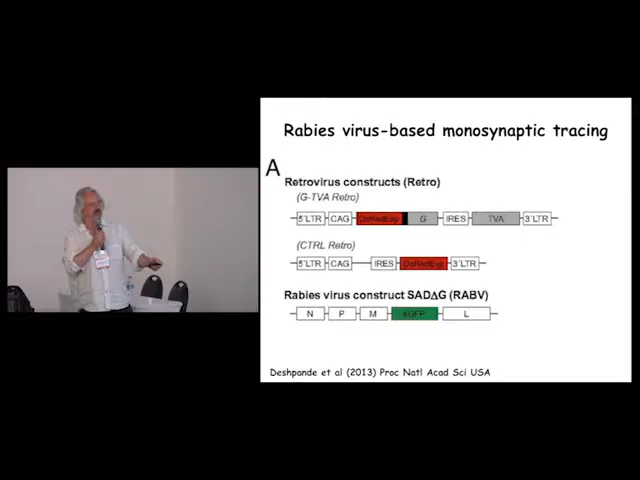 Rabies virus-based monosynaptic tracing
A
Retrovirus constructs (Retro)
(G-TVA Retro)
5´LTR CAG DsRedExp G IRES TVA 3´LTR
(CTRL Retro)
5´LTR CAG IRES DsRedExp 3´LTR
Rabies virus construct SADΔG (RABV)
N P M eGFP L
Deshpande et al (2013) Proc Natl Acad Sci USA